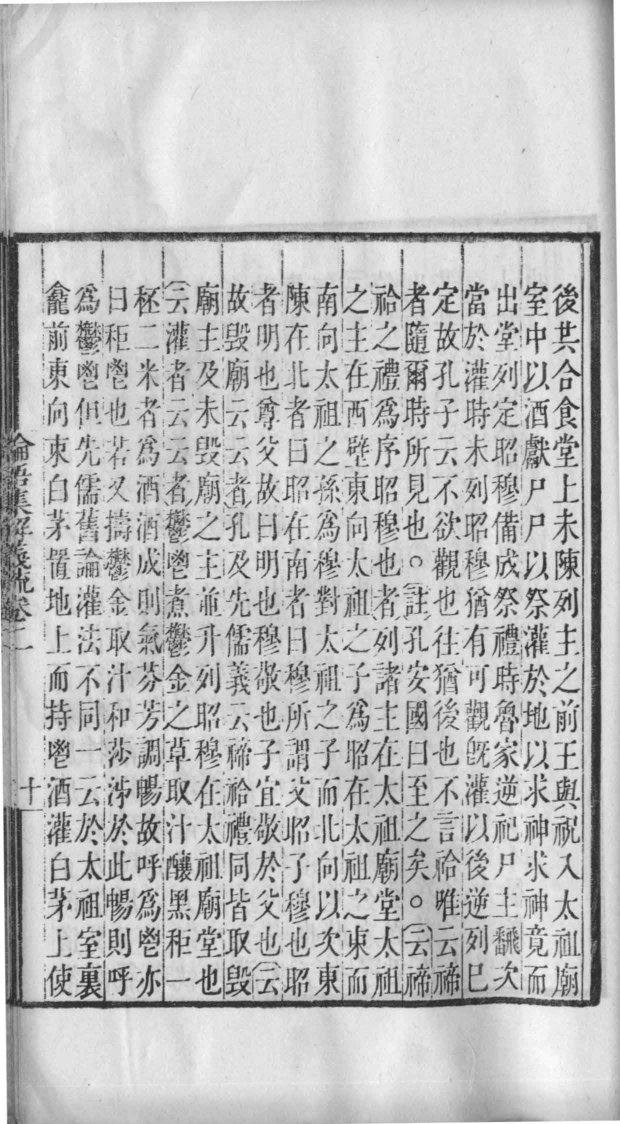 後共合食堂上未陳列主之前王與祝入太祖廟
室中以酒獻尸尸以祭灌於地以求神求神竟而
出堂列定昭穆備成祭禮時魯家逆祀尸主飜次
當於灌時未列昭穆猶有可觀既灌以後逆列巳
定故孔子云不欲觀也往猶後也不言祫唯云禘
者隨爾時所見也○註孔安國曰至之矣○云禘
祫之禮爲序昭穆也者列諸主在太祖廟堂太祖
之主在西壁東向太祖之子爲昭在太祖之東而
南向太祖之孫爲穆對太祖之子而北向以次東
陳在北者曰昭在南者曰穆所謂父昭子穆也昭
者明也尊父故曰明也穆敬也子宜敬於父也云
故毀廟云云者孔及先儒義云禘祫禮同皆取毀
廟主及未毀廟之主並升列昭穆在太祖廟堂也
云灌者云云者鬱鬯煮鬱金之草取汁釀黑秬一
秠二米者爲酒酒成則氣芬芳調暢故呼爲鬯亦
曰秬鬯也若又擣鬱金取汁和莎泲於此暢則呼
爲鬱鬯但先儒舊論灌法不同一云於太祖室裏
龕前東向束白茅置地上而持鬯酒灌白茅上使
論語集解義疏卷二
十